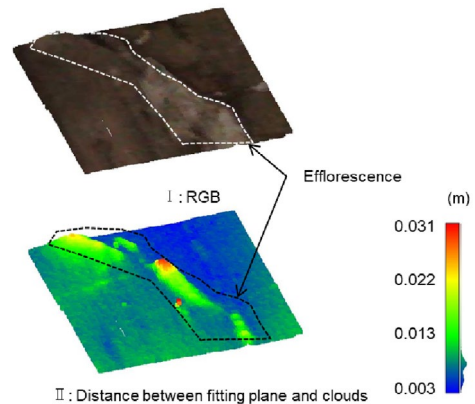 Ⅰ: RGB
Efflorescence
(m)
0.031
0.022
0.013
0.003
Ⅱ: Distance between fitting plane and clouds